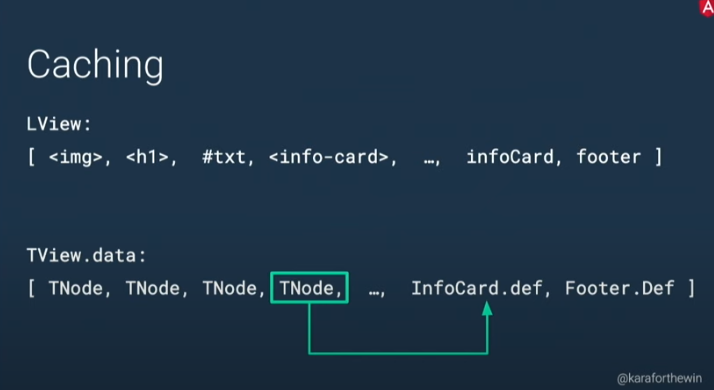 A
Caching
LView:
[ <img>, <h1>, #txt, <info-card>, …, infoCard, footer ]
TView.data:
[ TNode, TNode, TNode, TNode, …, InfoCard.def, Footer.Def ]
@karaforthewin